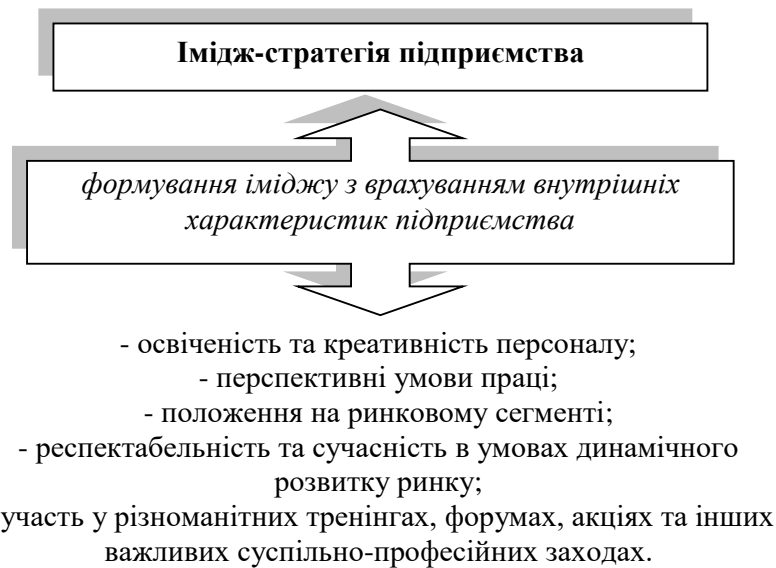 Імідж-стратегія підприємства
формування іміджу з врахуванням внутрішніх
характеристик підприємства
- освіченість та креативність персоналу;
- перспективні умови праці;
- положення на ринковому сегменті;
- респектабельність та сучасність в умовах динамічного
розвитку ринку;
участь у різноманітних тренінгах, форумах, акціях та інших
важливих суспільно-професійних заходах.